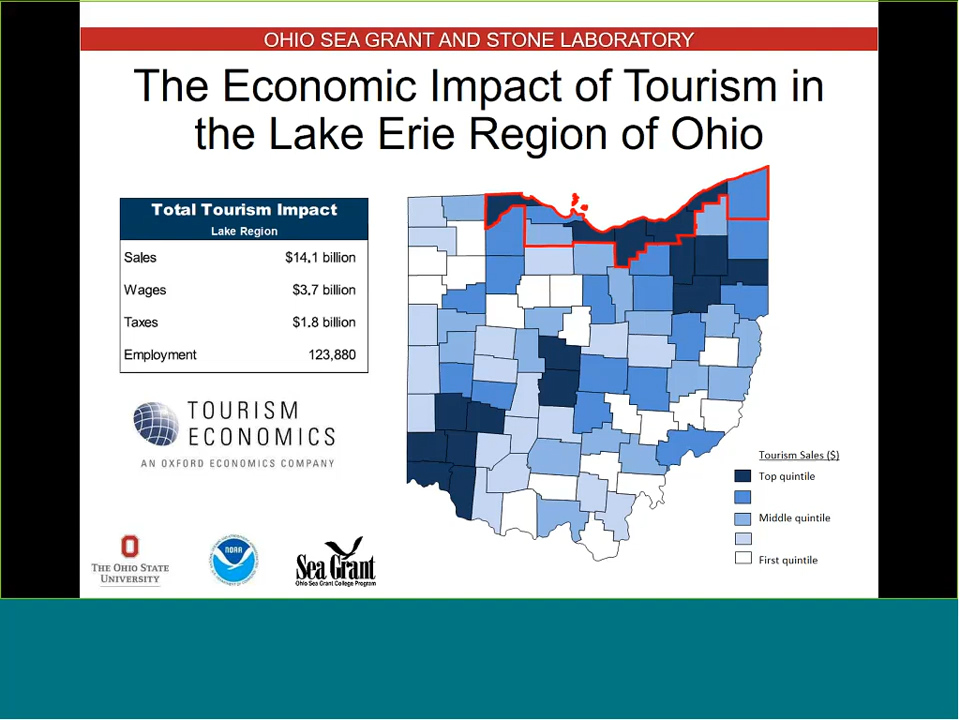 OHIO SEA GRANT AND STONE LABORATORY
The Economic Impact of Tourism in
the Lake Erie Region of Ohio
Total Tourism Impact
Lake Region
Sales $14.1 billion
Wages $3.7 billion
Taxes $1.8 billion
Employment 123,880
TOURISM
ECONOMICS
AN OXFORD ECONOMICS COMPANY
Tourism Sales ($)
Top quintile
Middle quintile
First quintile
THE OHIO STATE
UNIVERSITY
NOAA
Sea Grant
Ohio Sea Grant College Program